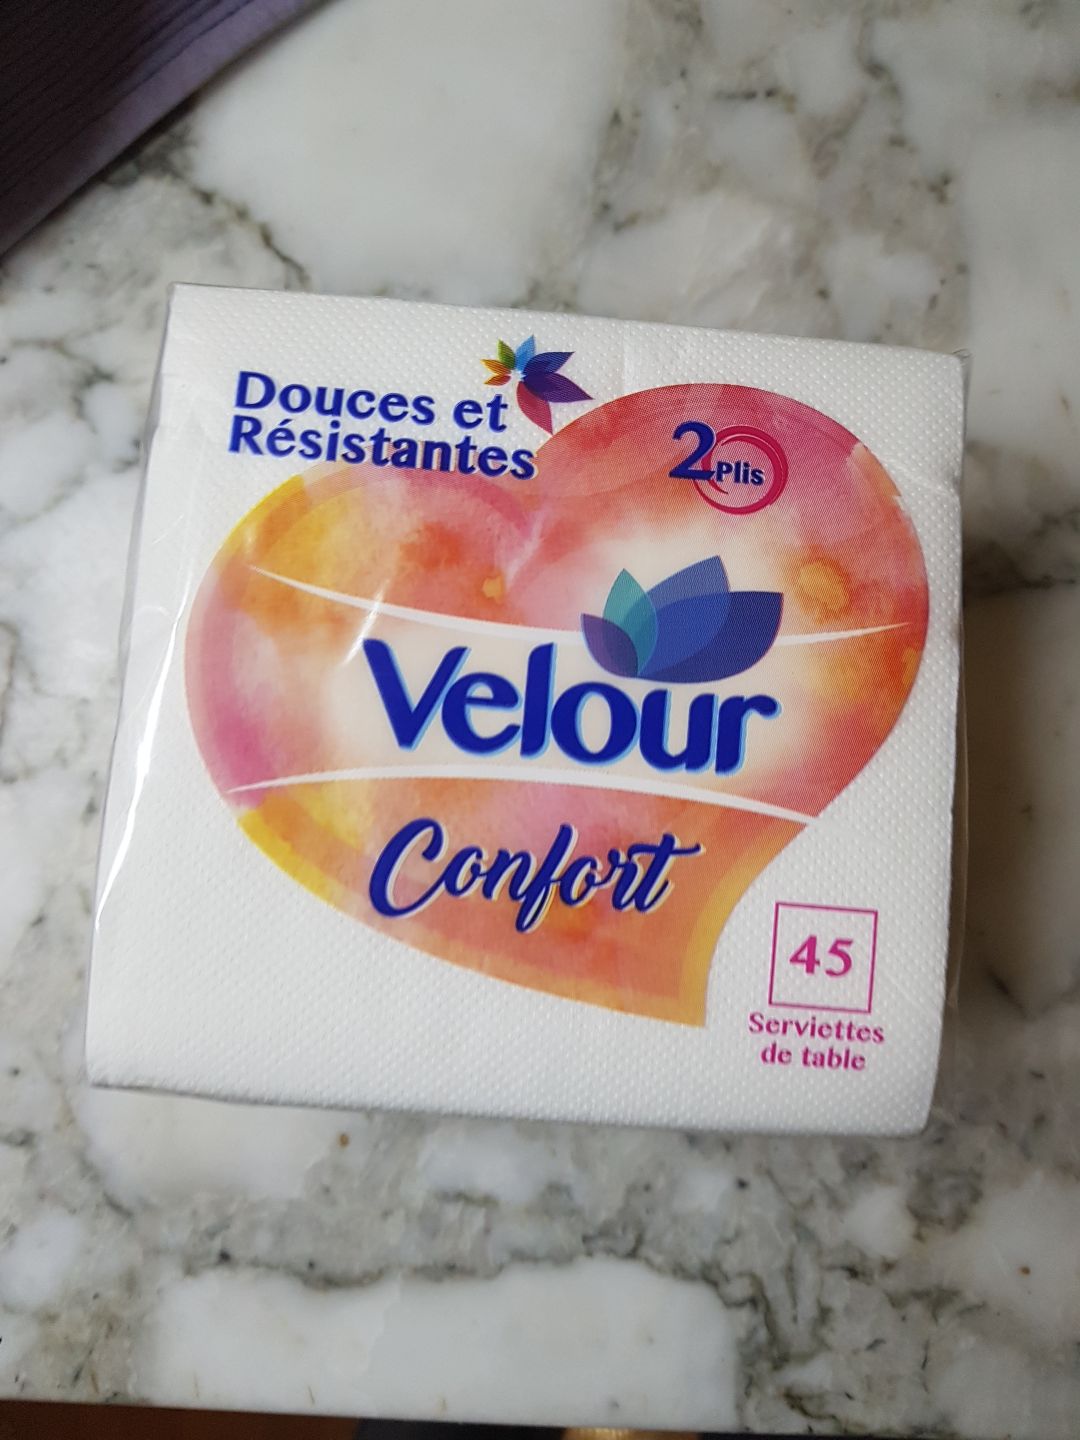 Douces et
Résistantes
2 Plis
Velour
Confort
45
Serviettes
de table